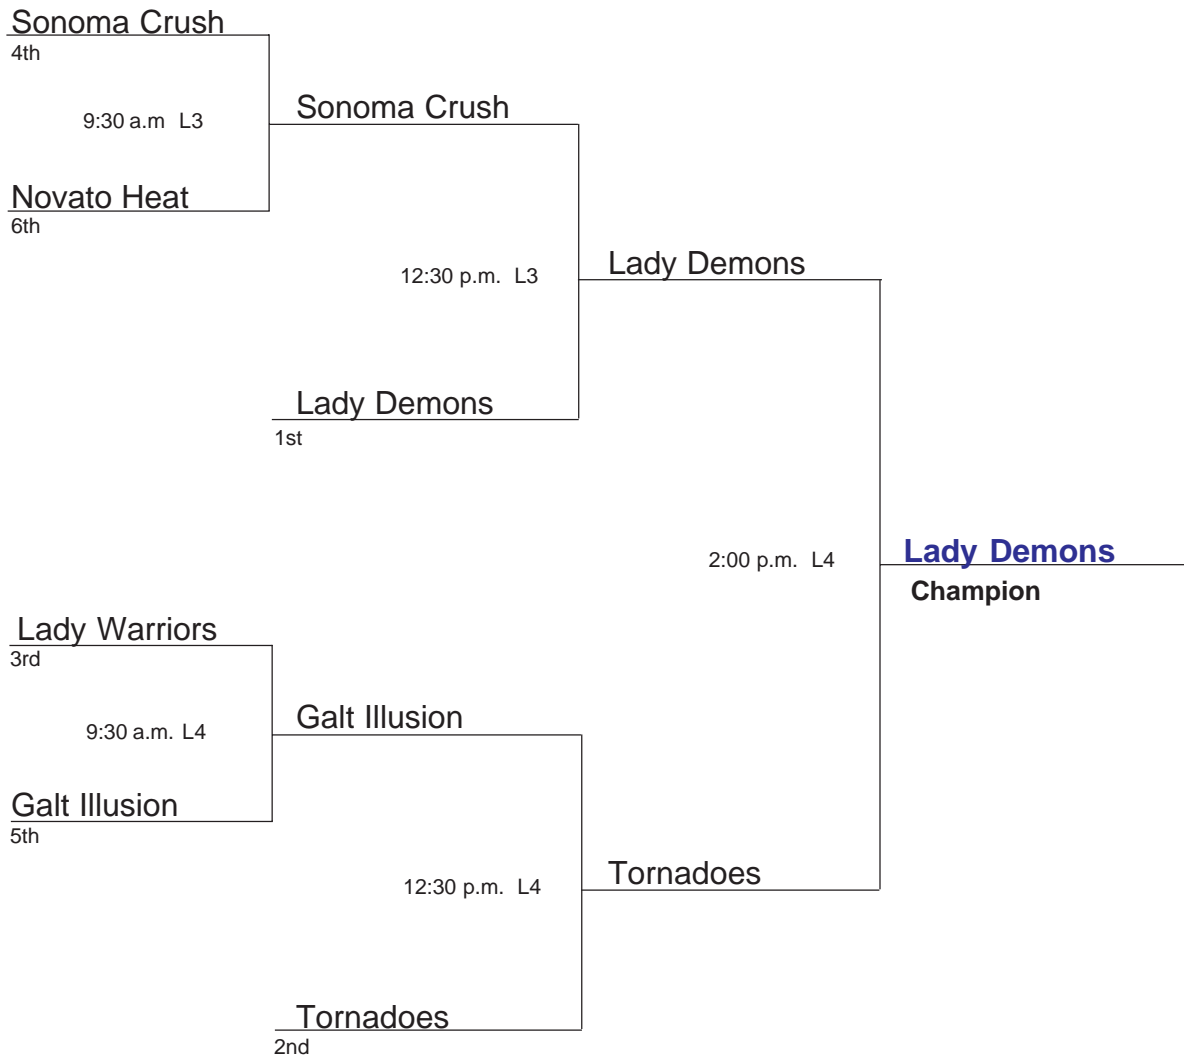 Sonoma Crush
4th
9:30 a.m  L3
Sonoma Crush
Novato Heat
6th
12:30 p.m.  L3
Lady Demons
Lady Demons
1st
2:00 p.m.  L4
Lady Demons
Champion
Lady Warriors
3rd
9:30 a.m. L4
Galt Illusion
Galt Illusion
5th
12:30 p.m.  L4
Tornadoes
Tornadoes
2nd